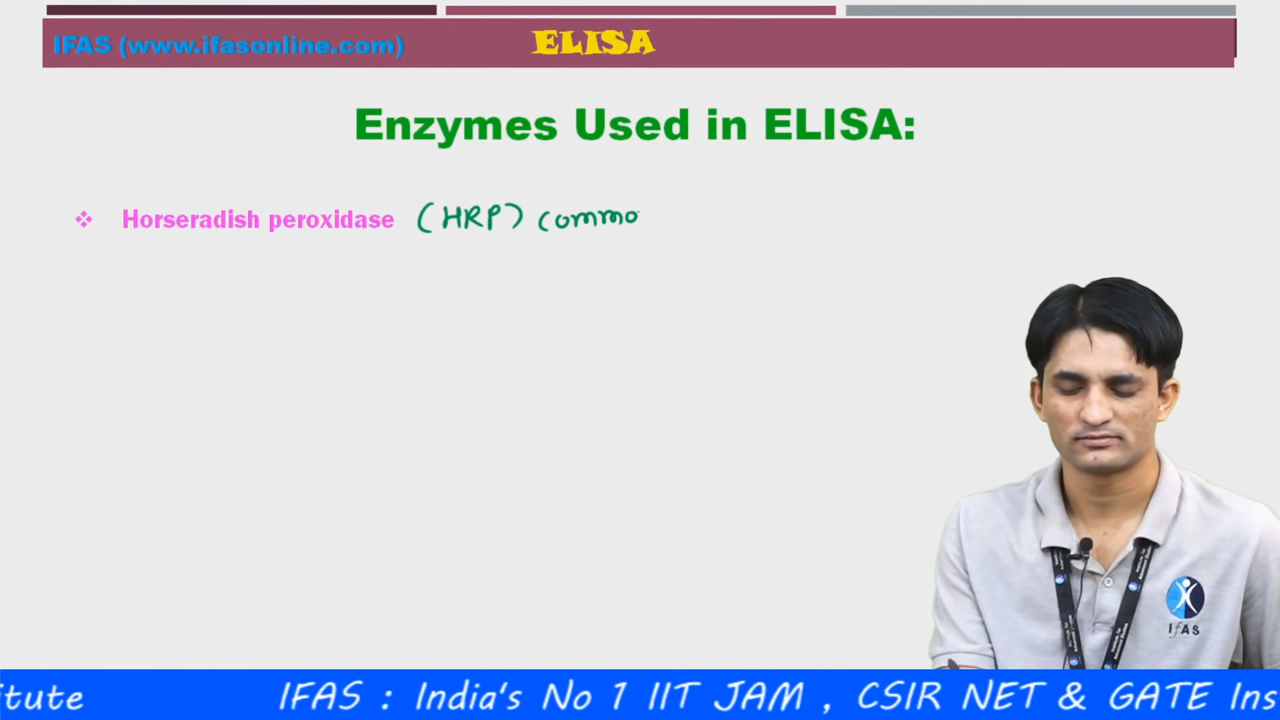 IFAS (www.ifasonline.com) ELISA
Enzymes Used in ELISA:
❖ Horseradish peroxidase (HRP) commo
IFAS
itute IFAS : India's No 1 IIT JAM , CSIR NET & GATE Ins